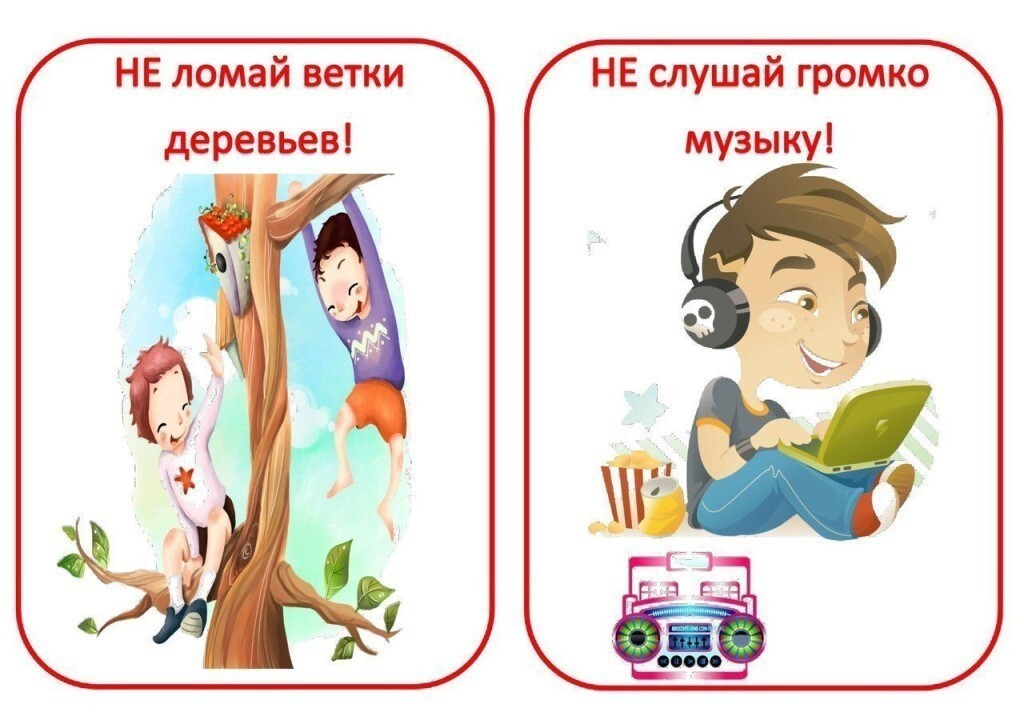 НЕ ломай ветки
деревьев!
НЕ слушай громко
музыку!